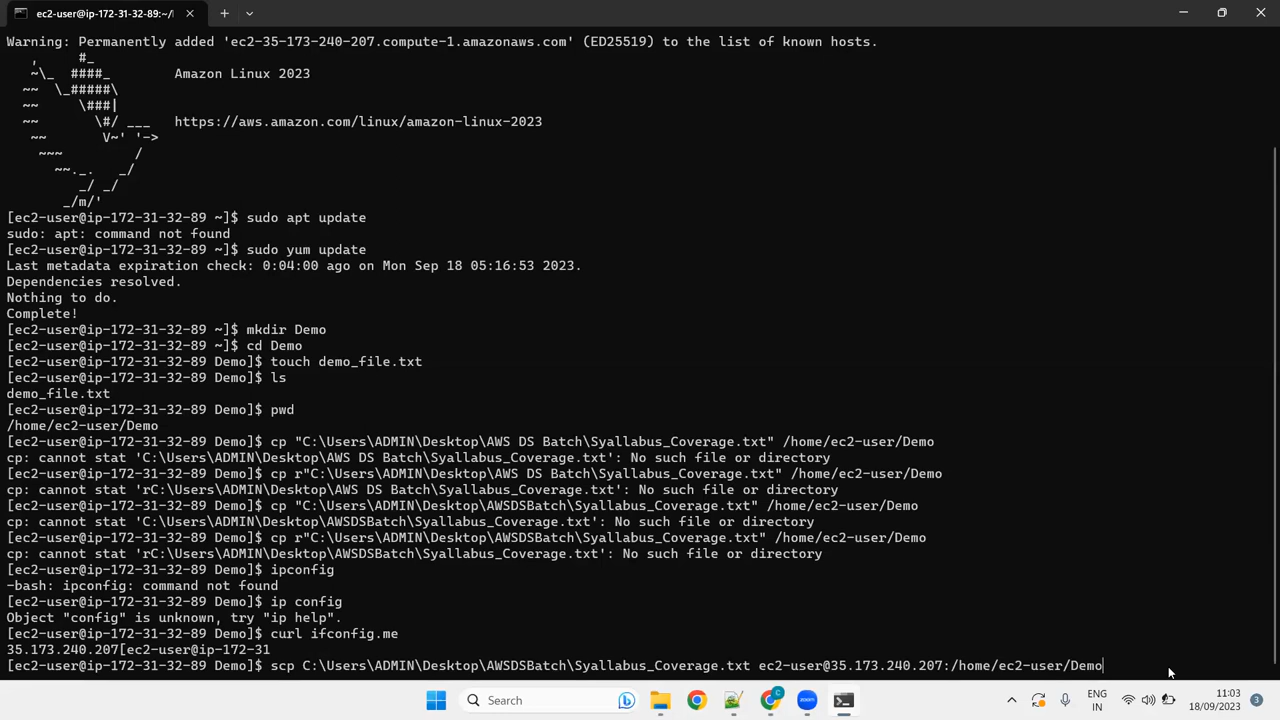 ec2-user@ip-172-31-32-89:~/l
Warning: Permanently added 'ec2-35-173-240-207.compute-1.amazonaws.com' (ED25519) to the list of known hosts.
   ,     #_
   ~\_  ####_        Amazon Linux 2023
  ~~  \_#####\
  ~~     \###|
  ~~       \#/ ___   https://aws.amazon.com/linux/amazon-linux-2023
   ~~       V~' '->
    ~~~         /
      ~~._.   _/
         _/ _/
       _/m/'
[ec2-user@ip-172-31-32-89 ~]$ sudo apt update
sudo: apt: command not found
[ec2-user@ip-172-31-32-89 ~]$ sudo yum update
Last metadata expiration check: 0:04:00 ago on Mon Sep 18 05:16:53 2023.
Dependencies resolved.
Nothing to do.
Complete!
[ec2-user@ip-172-31-32-89 ~]$ mkdir Demo
[ec2-user@ip-172-31-32-89 ~]$ cd Demo
[ec2-user@ip-172-31-32-89 Demo]$ touch demo_file.txt
[ec2-user@ip-172-31-32-89 Demo]$ ls
demo_file.txt
[ec2-user@ip-172-31-32-89 Demo]$ pwd
/home/ec2-user/Demo
[ec2-user@ip-172-31-32-89 Demo]$ cp "C:\Users\ADMIN\Desktop\AWS DS Batch\Syallabus_Coverage.txt" /home/ec2-user/Demo
cp: cannot stat 'C:\Users\ADMIN\Desktop\AWS DS Batch\Syallabus_Coverage.txt': No such file or directory
[ec2-user@ip-172-31-32-89 Demo]$ cp r"C:\Users\ADMIN\Desktop\AWS DS Batch\Syallabus_Coverage.txt" /home/ec2-user/Demo
cp: cannot stat 'rC:\Users\ADMIN\Desktop\AWS DS Batch\Syallabus_Coverage.txt': No such file or directory
[ec2-user@ip-172-31-32-89 Demo]$ cp "C:\Users\ADMIN\Desktop\AWSDSBatch\Syallabus_Coverage.txt" /home/ec2-user/Demo
cp: cannot stat 'C:\Users\ADMIN\Desktop\AWSDSBatch\Syallabus_Coverage.txt': No such file or directory
[ec2-user@ip-172-31-32-89 Demo]$ cp r"C:\Users\ADMIN\Desktop\AWSDSBatch\Syallabus_Coverage.txt" /home/ec2-user/Demo
cp: cannot stat 'rC:\Users\ADMIN\Desktop\AWSDSBatch\Syallabus_Coverage.txt': No such file or directory
[ec2-user@ip-172-31-32-89 Demo]$ ipconfig
-bash: ipconfig: command not found
[ec2-user@ip-172-31-32-89 Demo]$ ip config
Object "config" is unknown, try "ip help".
[ec2-user@ip-172-31-32-89 Demo]$ curl ifconfig.me
35.173.240.207[ec2-user@ip-172-31
[ec2-user@ip-172-31-32-89 Demo]$ scp C:\Users\ADMIN\Desktop\AWSDSBatch\Syallabus_Coverage.txt ec2-user@35.173.240.207:/home/ec2-user/Demo
Search
zoom
ENG
IN
11:03
18/09/2023
3